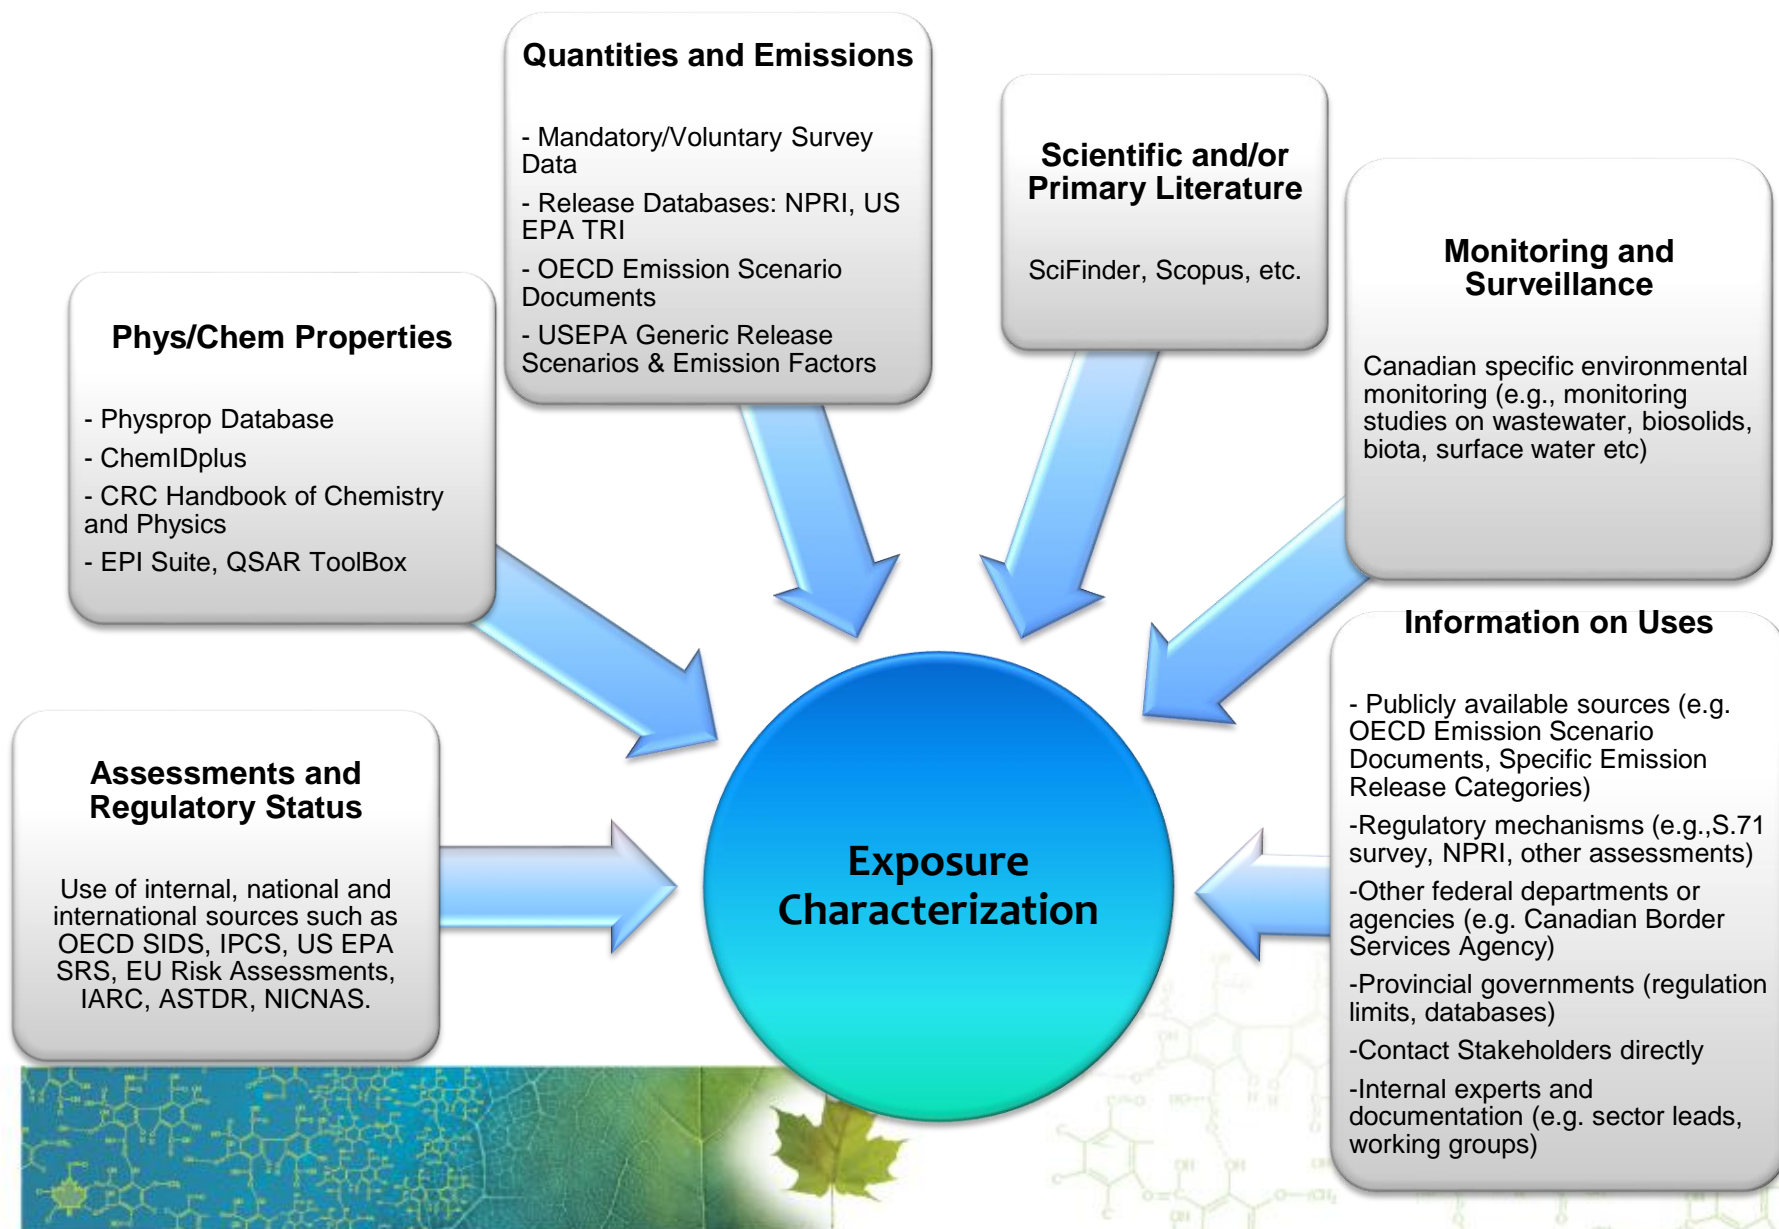 Quantities and Emissions
- Mandatory/Voluntary Survey
Data
- Release Databases: NPRI, US
EPA TRI
- OECD Emission Scenario
Documents
- USEPA Generic Release
Scenarios & Emission Factors
Scientific and/or
Primary Literature
SciFinder, Scopus, etc.
Monitoring and
Surveillance
Canadian specific environmental
monitoring (e.g., monitoring
studies on wastewater, biosolids,
biota, surface water etc)
Phys/Chem Properties
- Physprop Database
- ChemIDplus
- CRC Handbook of Chemistry
and Physics
- EPI Suite, QSAR ToolBox
Information on Uses
- Publicly available sources (e.g.
OECD Emission Scenario
Documents, Specific Emission
Release Categories)
-Regulatory mechanisms (e.g.,S.71
survey, NPRI, other assessments)
-Other federal departments or
agencies (e.g. Canadian Border
Services Agency)
-Provincial governments (regulation
limits, databases)
-Contact Stakeholders directly
-Internal experts and
documentation (e.g. sector leads,
working groups)
Assessments and
Regulatory Status
Use of internal, national and
international sources such as
OECD SIDS, IPCS, US EPA
SRS, EU Risk Assessments,
IARC, ASTDR, NICNAS.
Exposure
Characterization